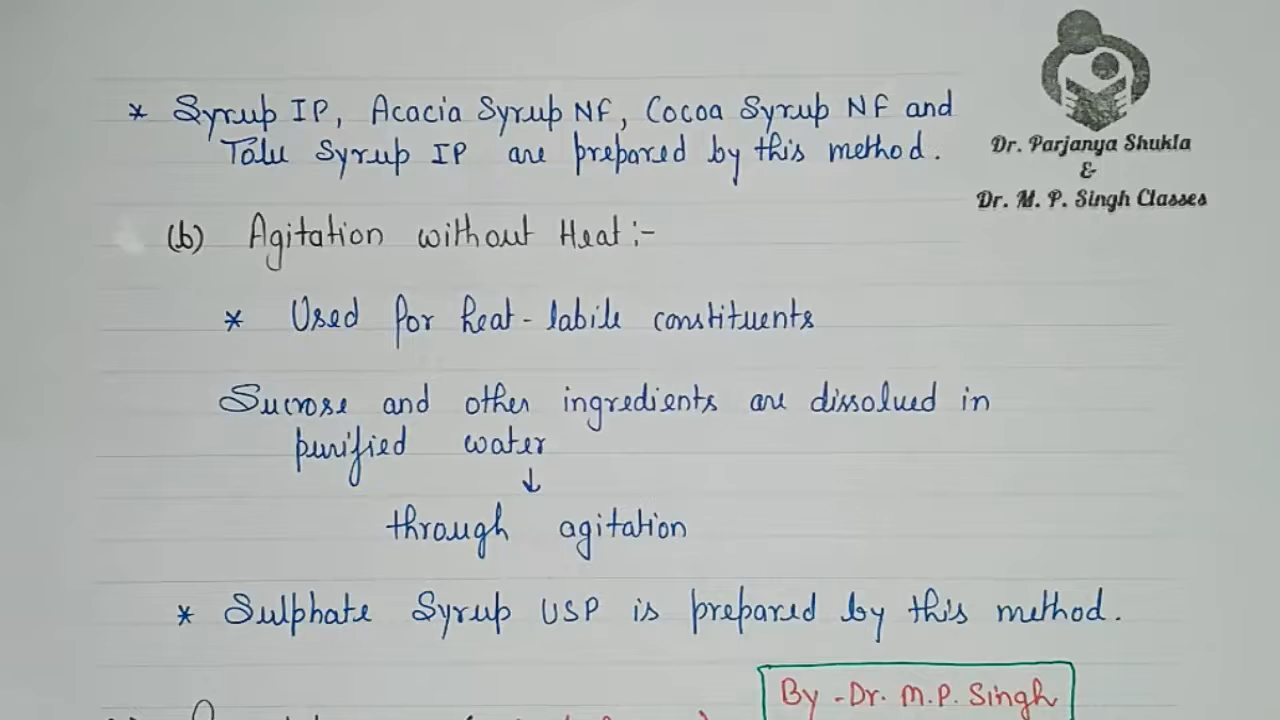 * Syrup IP, Acacia Syrup NF, Cocoa Syrup NF and
Tolu Syrup IP are prepared by this method.
Dr. Parjanya Shukla
&
Dr. M. P. Singh Classes
(b) Agitation without Heat :-
* Used for heat-labile constituents
Sucrose and other ingredients are dissolved in
purified water
↓
through agitation
* Sulphate Syrup USP is prepared by this method.
By - Dr. M.P. Singh